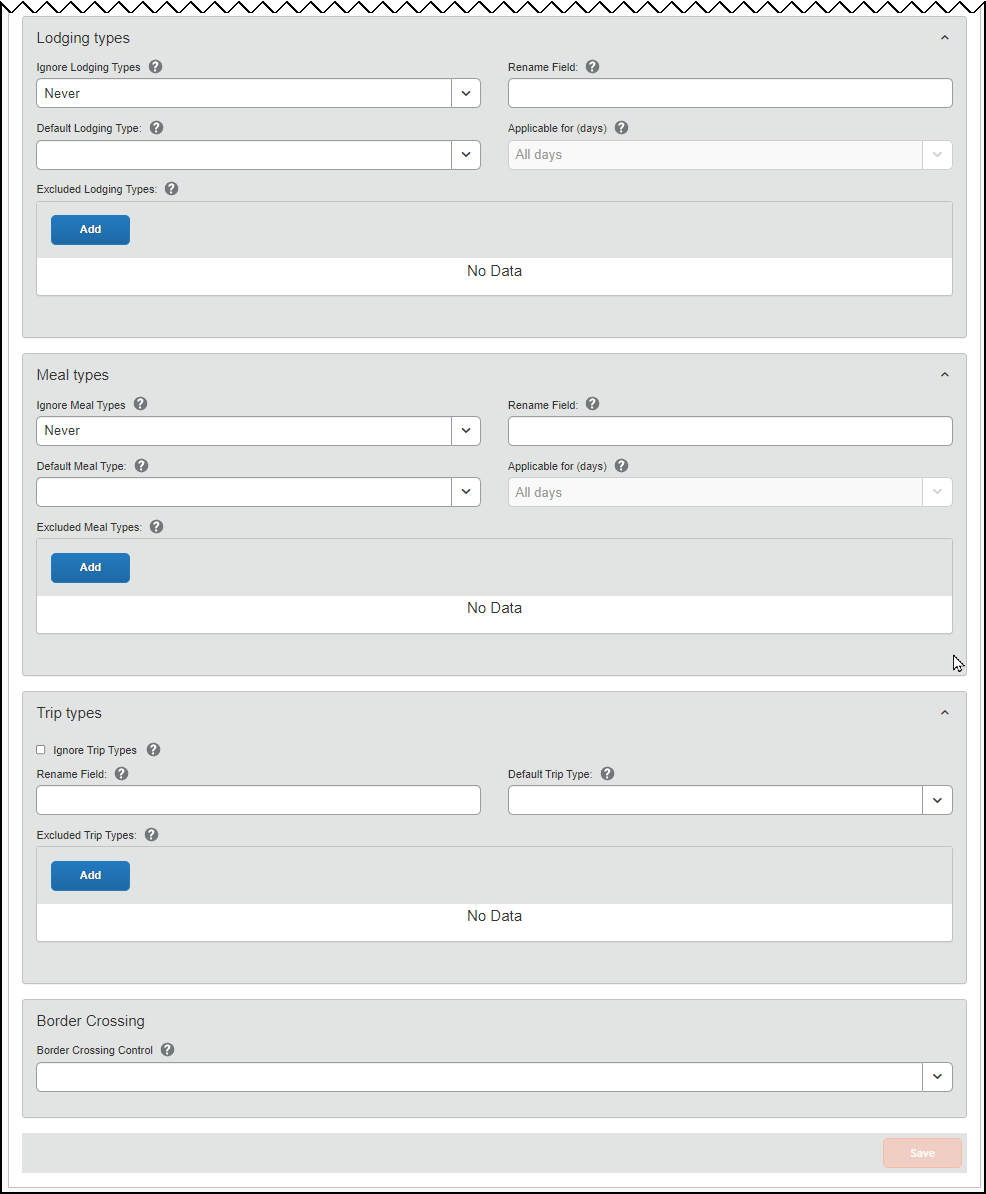 Lodging types
Ignore Lodging Types ?
Rename Field: ?
Never
Default Lodging Type: ?
Applicable for (days) ?
All days
Excluded Lodging Types: ?
Add
No Data
Meal types
Ignore Meal Types ?
Rename Field: ?
Never
Default Meal Type: ?
Applicable for (days) ?
All days
Excluded Meal Types: ?
Add
No Data
Trip types
Ignore Trip Types ?
Rename Field: ?
Default Trip Type: ?
Excluded Trip Types: ?
Add
No Data
Border Crossing
Border Crossing Control ?
Save